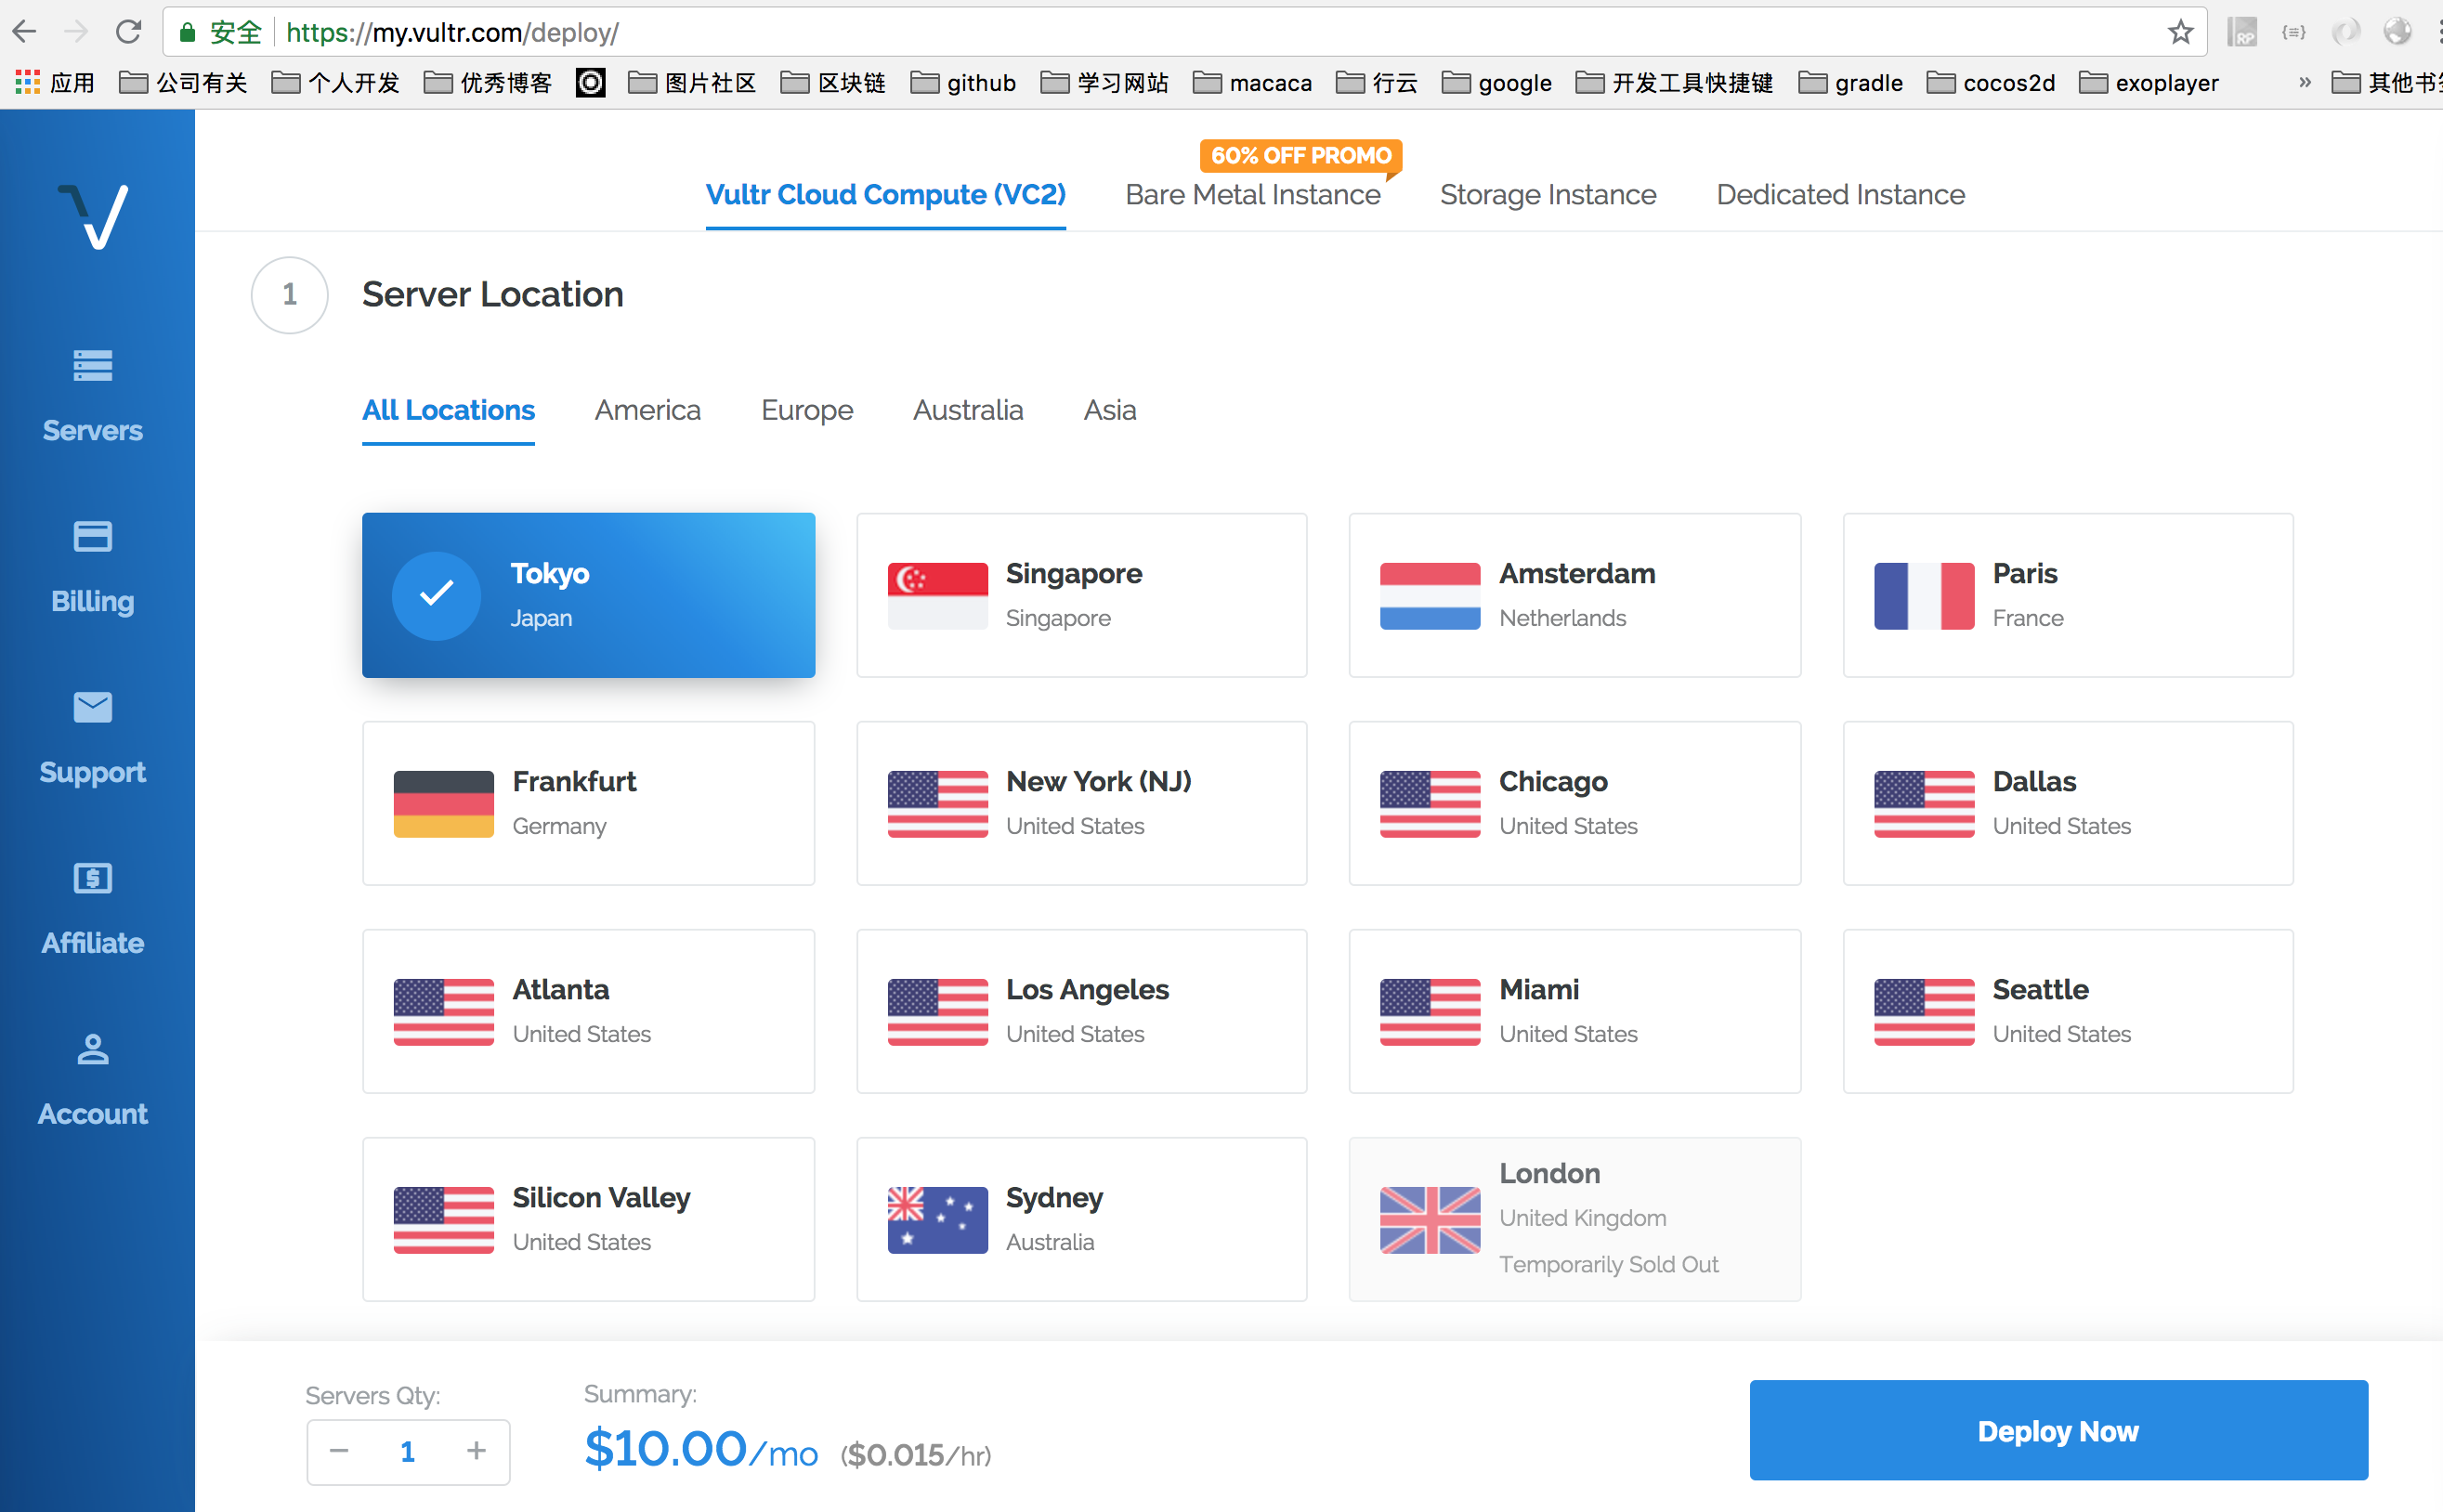 安全 https://my.vultr.com/deploy/
应用 公司有关 个人开发 优秀博客 图片社区 区块链 github 学习网站 macaca 行云 google 开发工具快捷键 gradle cocos2d exoplayer » 其他书
60% OFF PROMO
Vultr Cloud Compute (VC2) Bare Metal Instance Storage Instance Dedicated Instance
1 Server Location
Servers
Billing
Support
Affiliate
Account
All Locations America Europe Australia Asia
Tokyo
Japan
Singapore
Singapore
Amsterdam
Netherlands
Paris
France
Frankfurt
Germany
New York (NJ)
United States
Chicago
United States
Dallas
United States
Atlanta
United States
Los Angeles
United States
Miami
United States
Seattle
United States
Silicon Valley
United States
Sydney
Australia
London
United Kingdom
Temporarily Sold Out
Servers Qty:
− 1 +
Summary:
$10.00/mo ($0.015/hr)
Deploy Now